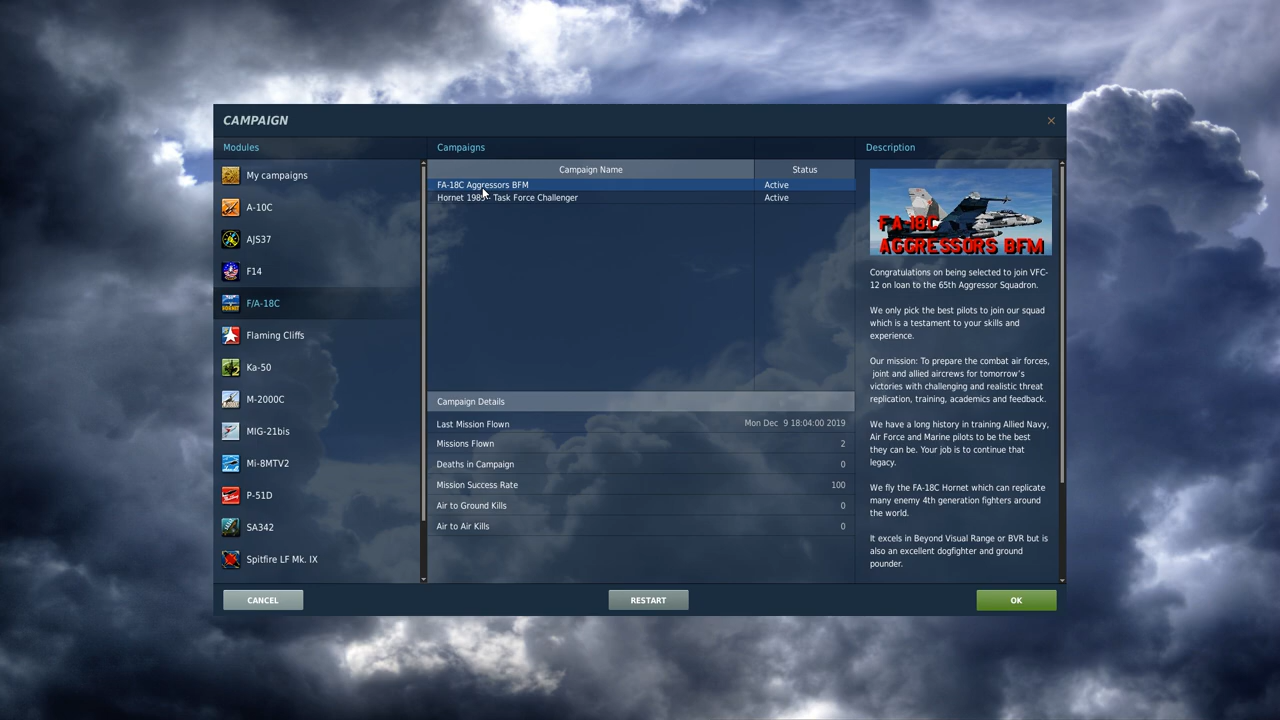 CAMPAIGN
Modules
My campaigns
A-10C
AJS37
F14
F/A-18C
Flaming Cliffs
Ka-50
M-2000C
MIG-21bis
Mi-8MTV2
P-51D
SA342
Spitfire LF Mk. IX
Campaigns
Campaign Name Status
FA-18C Aggressors BFM Active
Hornet - Task Force Challenger Active
Campaign Details
Last Mission Flown Mon Dec 9 18:04:00 2019
Missions Flown 2
Deaths in Campaign 0
Mission Success Rate 100
Air to Ground Kills 0
Air to Air Kills 0
Description
FA-18C
AGGRESSORS BFM
Congratulations on being selected to join VFC-
12 on loan to the 65th Aggressor Squadron.
We only pick the best pilots to join our squad
which is a testament to your skills and
experience.
Our mission: To prepare the combat air forces,
joint and allied aircrews for tomorrow's
victories with challenging and realistic threat
replication, training, academics and feedback.
We have a long history in training Allied Navy,
Air Force and Marine pilots to be the best
they can be. Your job is to continue that
legacy.
We fly the FA-18C Hornet which can replicate
many enemy 4th generation fighters around
the world.
It excels in Beyond Visual Range or BVR but is
also an excellent dogfighter and ground
pounder.
CANCEL
RESTART
OK